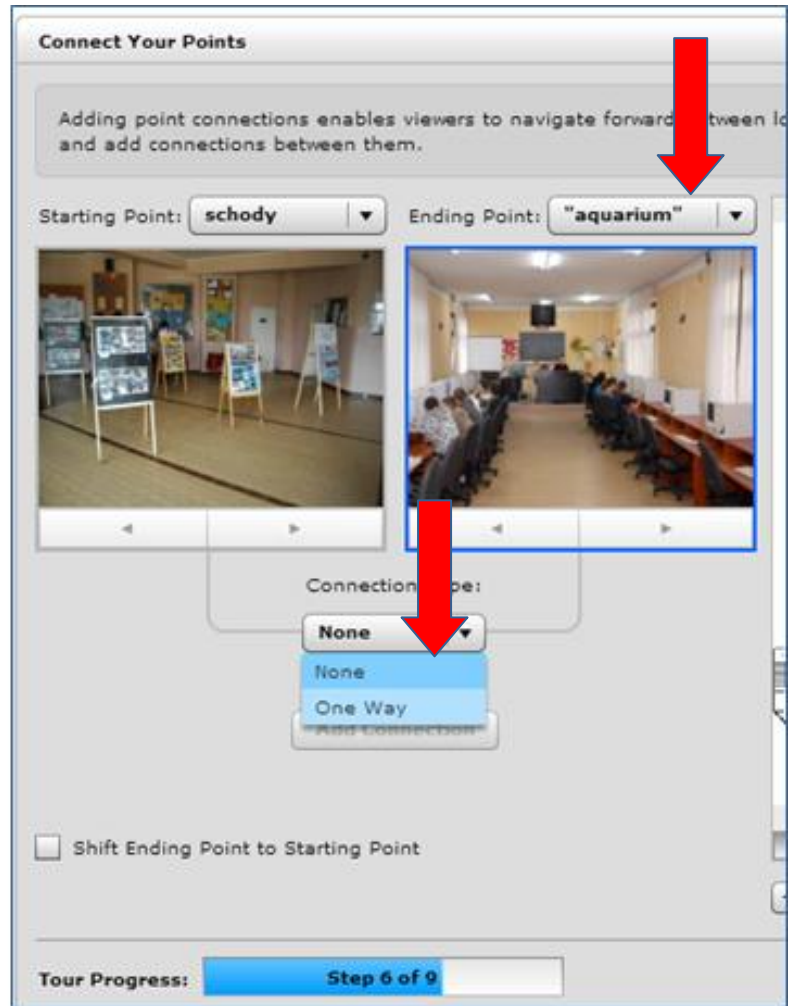 Connect Your Points
Adding point connections enables viewers to navigate forward
and add connections between them.
Starting Point: schody Ending Point: "aquarium"
Connection
None
None
One Way
Add Connection
Shift Ending Point to Starting Point
Tour Progress: Step 6 of 9